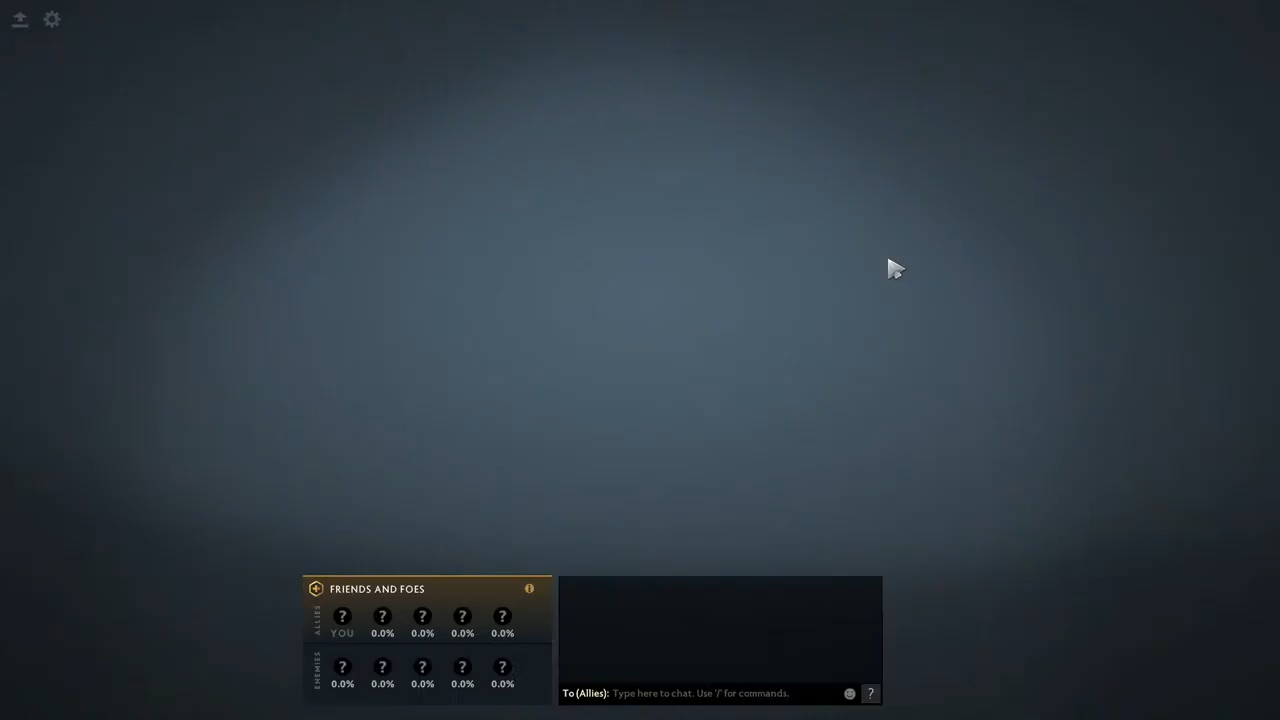 FRIENDS AND FOES
ALLIES
? ? ? ? ?
YOU 0.0% 0.0% 0.0% 0.0%
ENEMIES
? ? ? ? ?
0.0% 0.0% 0.0% 0.0% 0.0%
To (Allies): Type here to chat. Use '/' for commands. ?